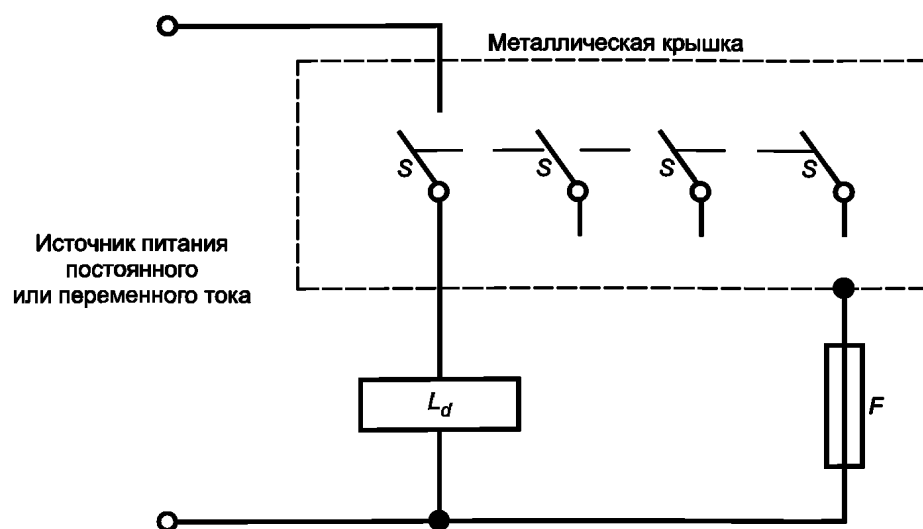 Металлическая крышка
S
S
S
S
Источник питания
постоянного
или переменного тока
L_d
F